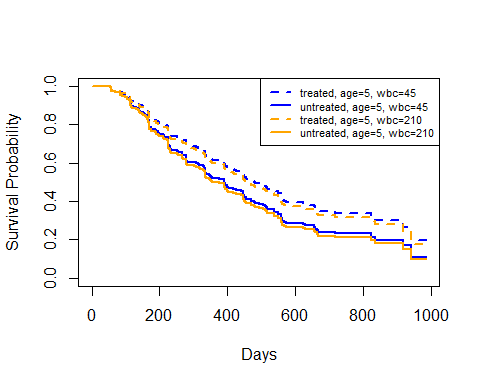 treated, age=5, wbc=45
untreated, age=5, wbc=45
treated, age=5, wbc=210
untreated, age=5, wbc=210
Survival Probability
1.0
0.8
0.6
0.4
0.2
0.0
0 200 400 600 800 1000
Days